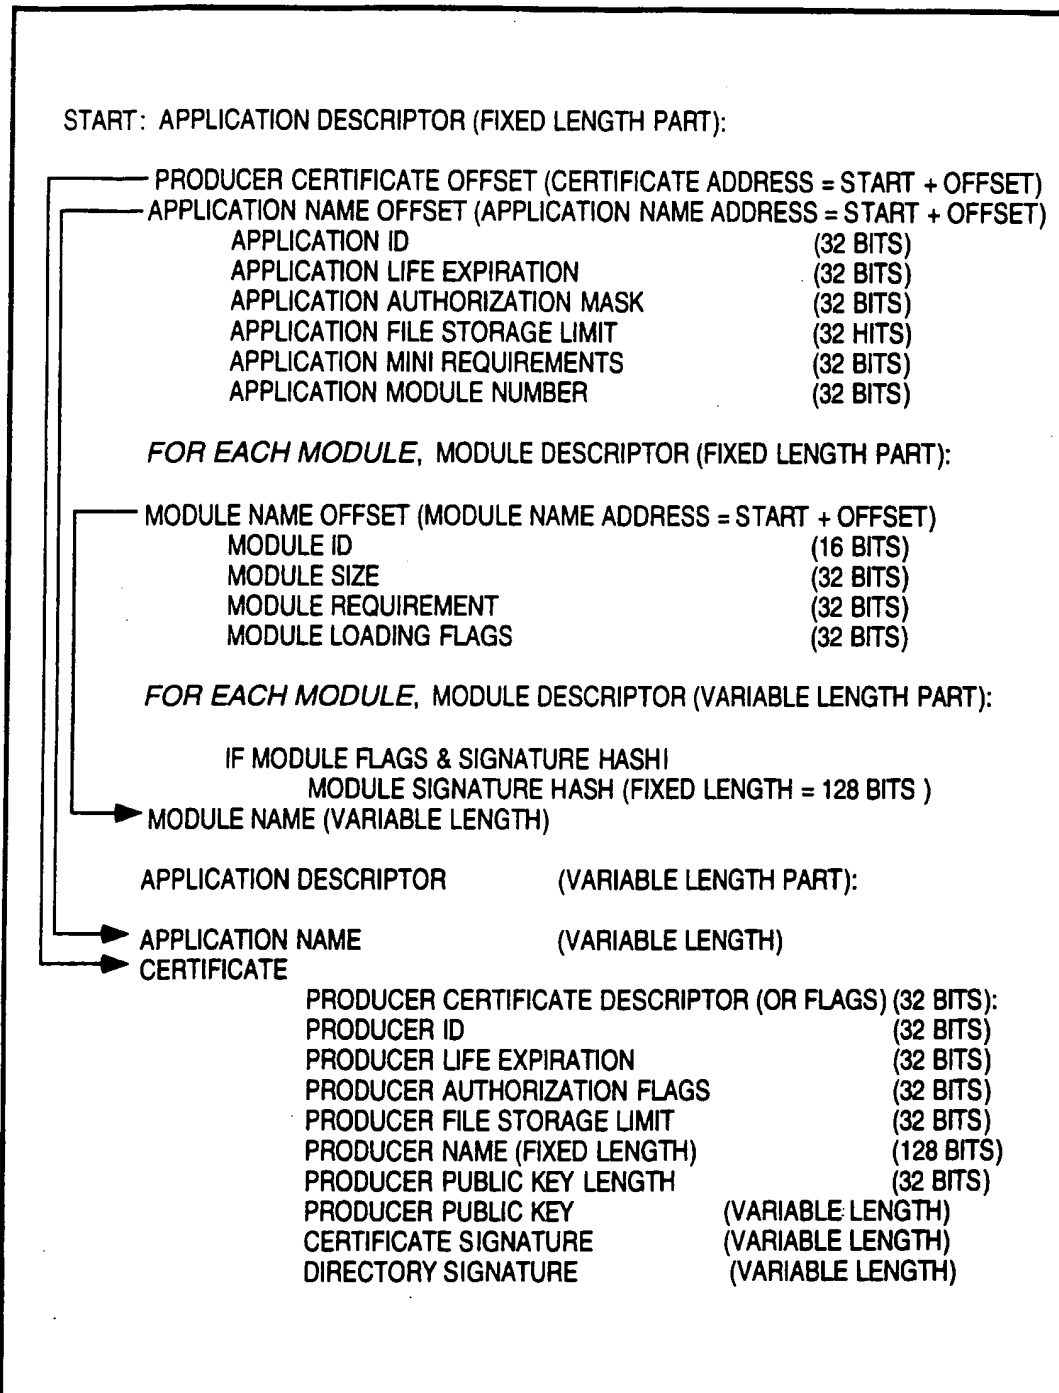 START: APPLICATION DESCRIPTOR (FIXED LENGTH PART):
PRODUCER CERTIFICATE OFFSET (CERTIFICATE ADDRESS = START + OFFSET)
APPLICATION NAME OFFSET (APPLICATION NAME ADDRESS = START + OFFSET)
APPLICATION ID (32 BITS)
APPLICATION LIFE EXPIRATION (32 BITS)
APPLICATION AUTHORIZATION MASK (32 BITS)
APPLICATION FILE STORAGE LIMIT (32 HITS)
APPLICATION MINI REQUIREMENTS (32 BITS)
APPLICATION MODULE NUMBER (32 BITS)
FOR EACH MODULE, MODULE DESCRIPTOR (FIXED LENGTH PART):
MODULE NAME OFFSET (MODULE NAME ADDRESS = START + OFFSET)
MODULE ID (16 BITS)
MODULE SIZE (32 BITS)
MODULE REQUIREMENT (32 BITS)
MODULE LOADING FLAGS (32 BITS)
FOR EACH MODULE, MODULE DESCRIPTOR (VARIABLE LENGTH PART):
IF MODULE FLAGS & SIGNATURE HASHI
MODULE SIGNATURE HASH (FIXED LENGTH = 128 BITS )
MODULE NAME (VARIABLE LENGTH)
APPLICATION DESCRIPTOR (VARIABLE LENGTH PART):
APPLICATION NAME (VARIABLE LENGTH)
CERTIFICATE
PRODUCER CERTIFICATE DESCRIPTOR (OR FLAGS) (32 BITS):
PRODUCER ID (32 BITS)
PRODUCER LIFE EXPIRATION (32 BITS)
PRODUCER AUTHORIZATION FLAGS (32 BITS)
PRODUCER FILE STORAGE LIMIT (32 BITS)
PRODUCER NAME (FIXED LENGTH) (128 BITS)
PRODUCER PUBLIC KEY LENGTH (32 BITS)
PRODUCER PUBLIC KEY (VARIABLE LENGTH)
CERTIFICATE SIGNATURE (VARIABLE LENGTH)
DIRECTORY SIGNATURE (VARIABLE LENGTH)